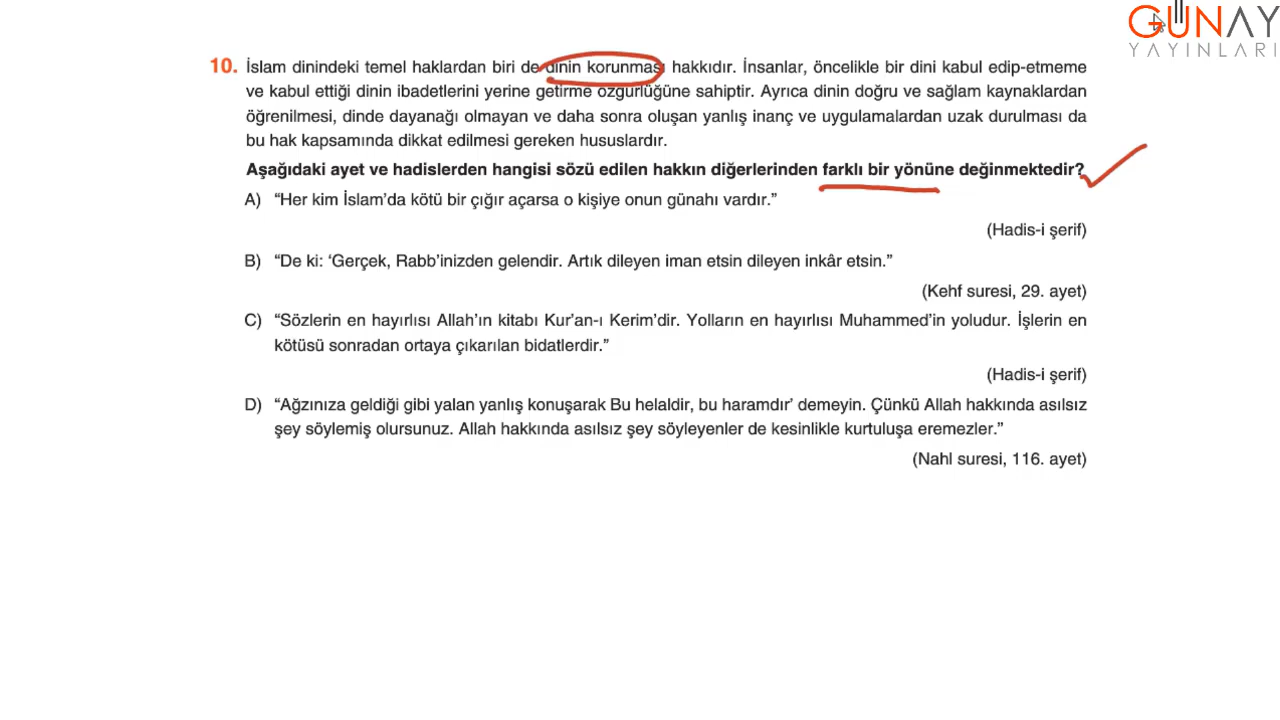 GÜNAY
YAYINLARI
10. İslam dinindeki temel haklardan biri de dinin korunması hakkıdır. İnsanlar, öncelikle bir dini kabul edip-etmeme
ve kabul ettiği dinin ibadetlerini yerine getirme özgürlüğüne sahiptir. Ayrıca dinin doğru ve sağlam kaynaklardan
öğrenilmesi, dinde dayanağı olmayan ve daha sonra oluşan yanlış inanç ve uygulamalardan uzak durulması da
bu hak kapsamında dikkat edilmesi gereken hususlardır.
Aşağıdaki ayet ve hadislerden hangisi sözü edilen hakkın diğerlerinden farklı bir yönüne değinmektedir?
A) “Her kim İslam’da kötü bir çığır açarsa o kişiye onun günahı vardır.”
(Hadis-i şerif)
B) “De ki: ‘Gerçek, Rabb’inizden gelendir. Artık dileyen iman etsin dileyen inkâr etsin.”
(Kehf suresi, 29. ayet)
C) “Sözlerin en hayırlısı Allah’ın kitabı Kur’an-ı Kerim’dir. Yolların en hayırlısı Muhammed’in yoludur. İşlerin en
kötüsü sonradan ortaya çıkarılan bidatlerdir.”
(Hadis-i şerif)
D) “Ağzınıza geldiği gibi yalan yanlış konuşarak Bu helaldir, bu haramdır’ demeyin. Çünkü Allah hakkında asılsız
şey söylemiş olursunuz. Allah hakkında asılsız şey söyleyenler de kesinlikle kurtuluşa eremezler.”
(Nahl suresi, 116. ayet)